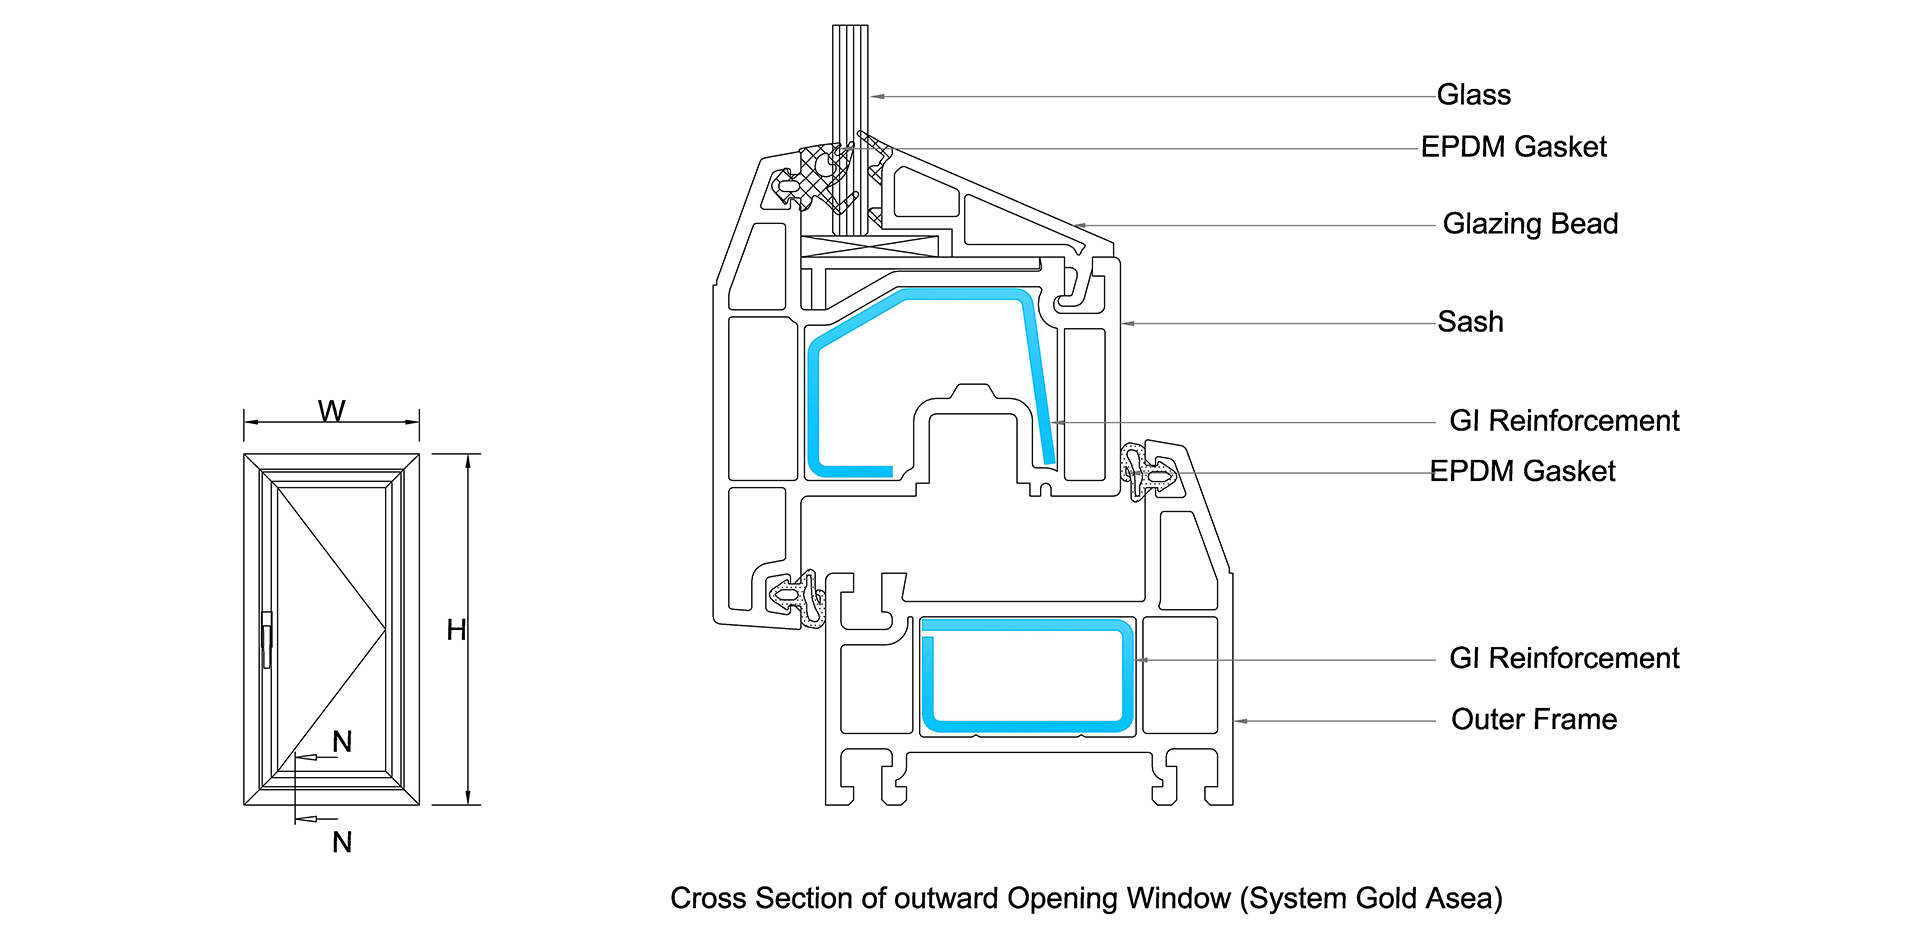 Glass
EPDM Gasket
Glazing Bead
Sash
GI Reinforcement
EPDM Gasket
GI Reinforcement
Outer Frame
W
H
N
N
Cross Section of outward Opening Window (System Gold Asea)